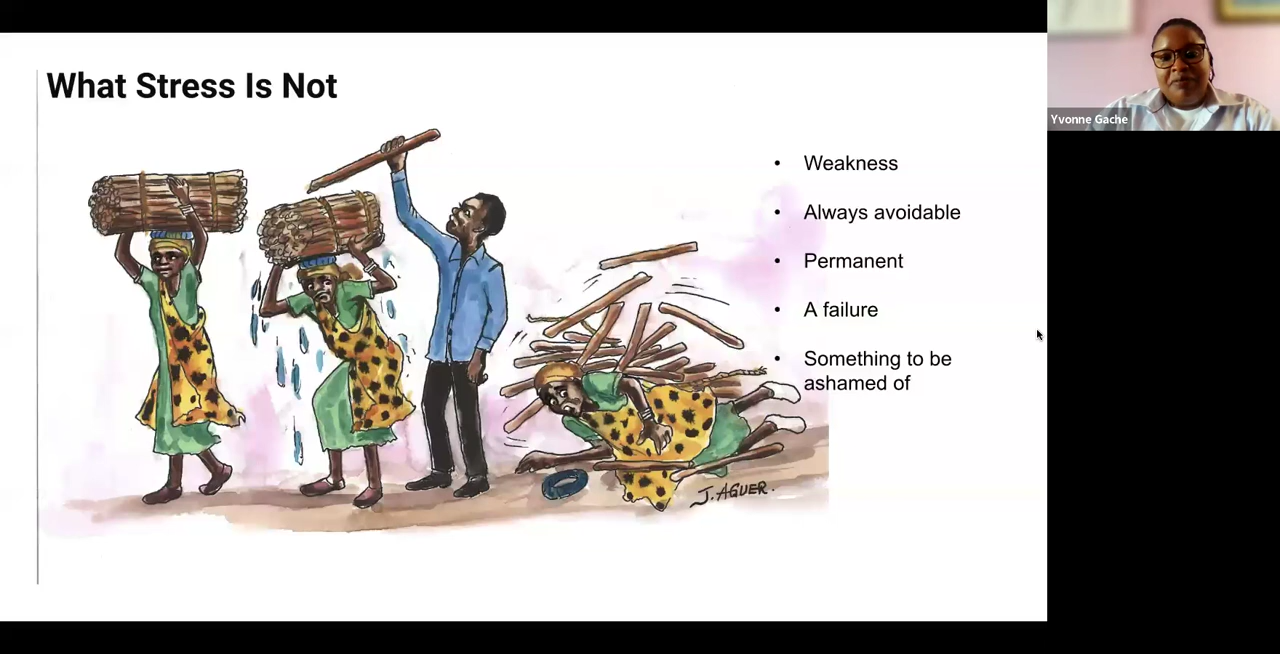 What Stress Is Not
Yvonne Gache
• Weakness
• Always avoidable
• Permanent
• A failure
• Something to be
ashamed of
J. AGUER.